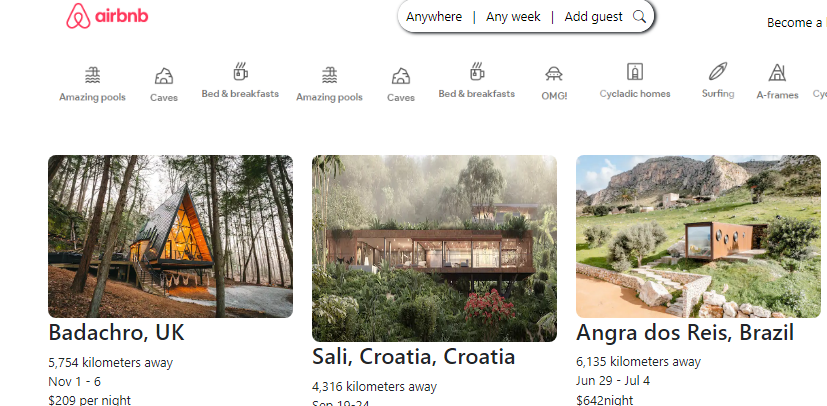 airbnb
Anywhere | Any week | Add guest
Become a
Amazing pools
Caves
Bed & breakfasts
Amazing pools
Caves
Bed & breakfasts
OMG!
Cycladic homes
Surfing
A-frames
Cyc
Badachro, UK
5,754 kilometers away
Nov 1 - 6
$209 per night
Sali, Croatia, Croatia
4,316 kilometers away
Sep 19-24
Angra dos Reis, Brazil
6,135 kilometers away
Jun 29 - Jul 4
$642night